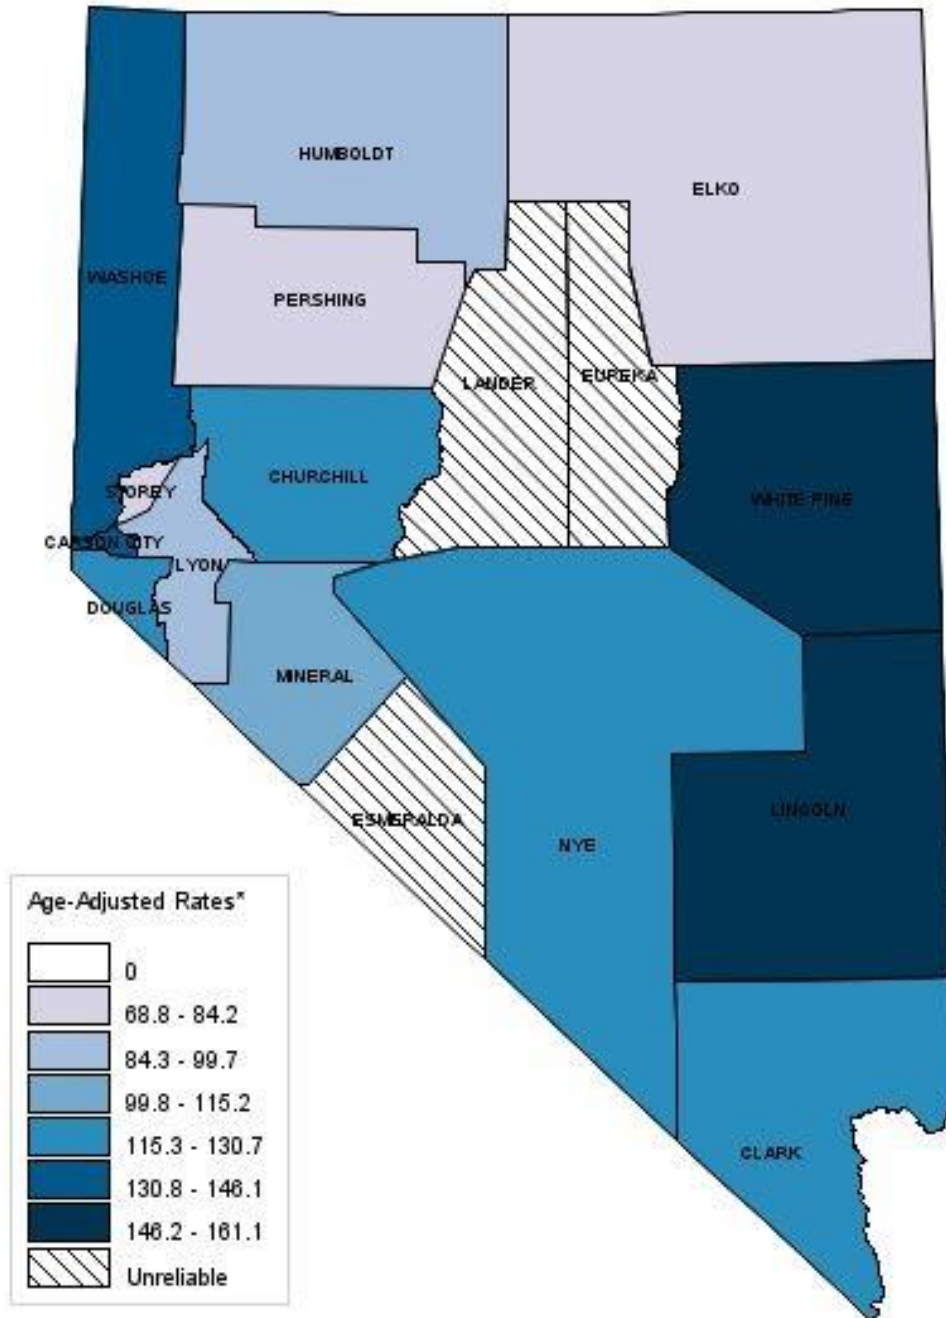 HUMBOLDT
ELKO
WASHOE
PERSHING
LANDER
EUREKA
CHURCHILL
STOREY
WHITE PINE
CARSON CITY
LYON
DOUGLAS
MINERAL
ESMERALDA
LINCOLN
NYE
CLARK
Age-Adjusted Rates*
0
68.8 - 84.2
84.3 - 99.7
99.8 - 115.2
115.3 - 130.7
130.8 - 146.1
146.2 - 161.1
Unreliable